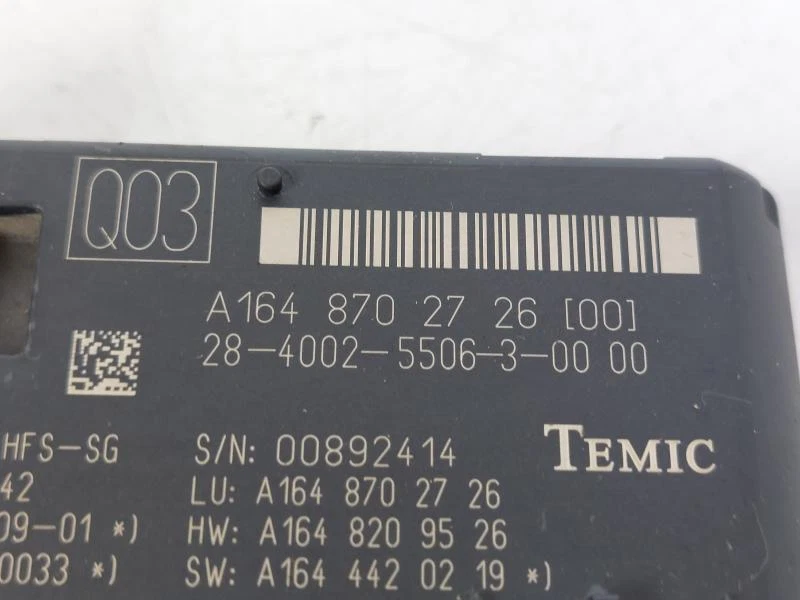 Q03
A164 870 27 26 [00]
28-4002-5506-3-00 00
HFS-SG S/N: 00892414 TEMIC
42 LU: A164 870 27 26
09-01 *) HW: A164 820 95 26
0033 *) SW: A164 442 02 19 *)